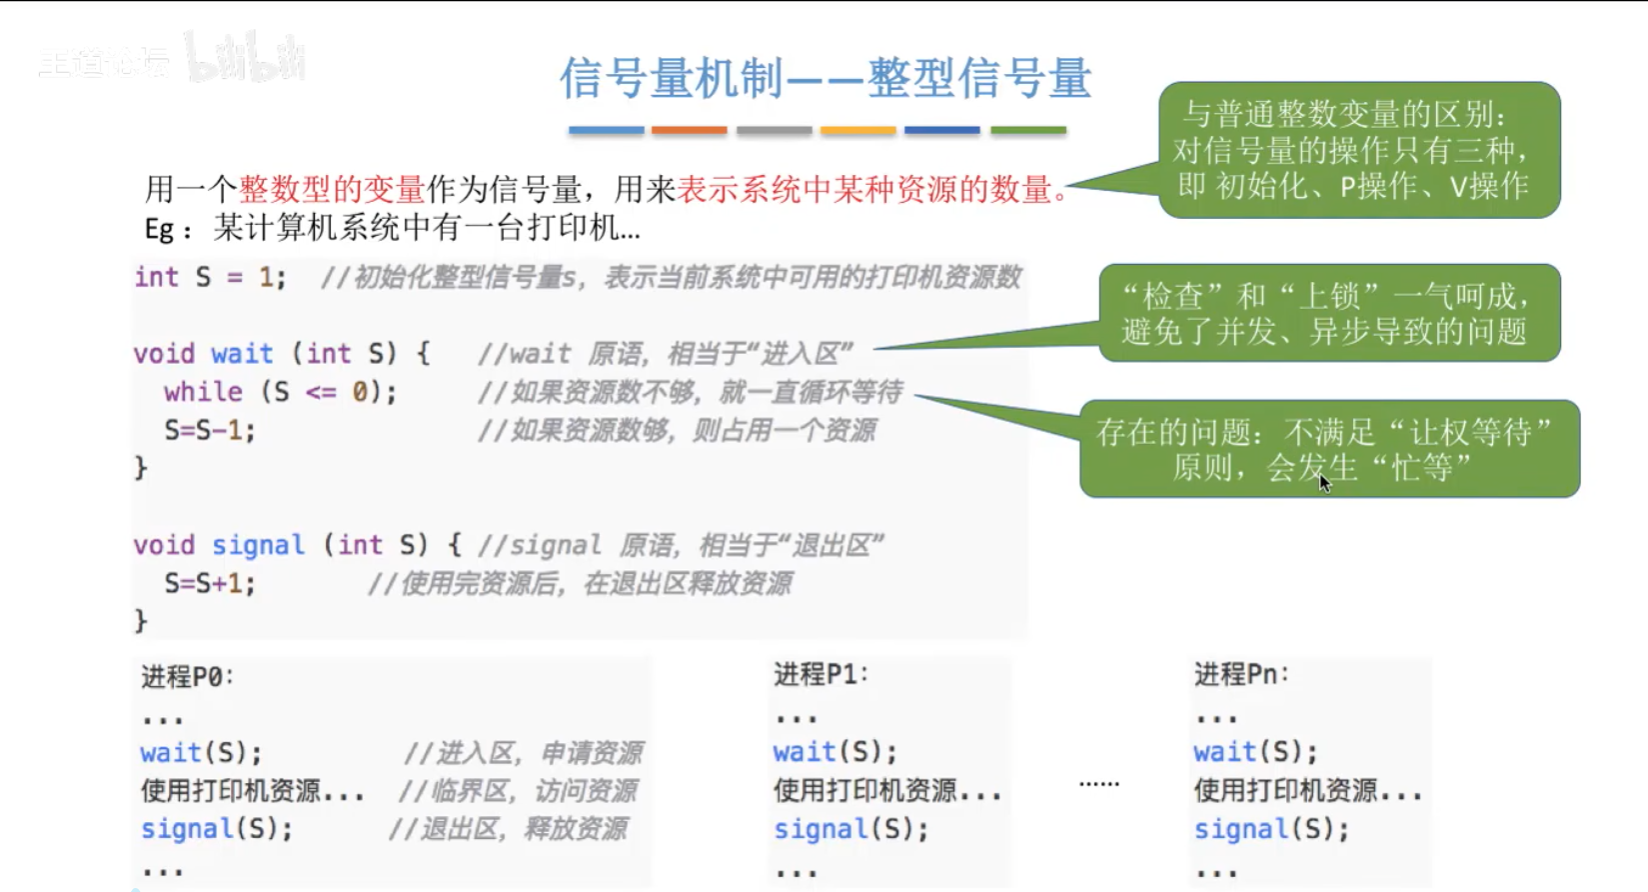 王道论坛 bilibili
信号量机制——整型信号量
与普通整数变量的区别：
对信号量的操作只有三种，
即 初始化、P操作、V操作
用一个整数型的变量作为信号量，用来表示系统中某种资源的数量。
Eg：某计算机系统中有一台打印机...
int S = 1;  //初始化整型信号量s，表示当前系统中可用的打印机资源数
“检查”和“上锁”一气呵成，
避免了并发、异步导致的问题
void wait (int S) {  //wait 原语，相当于“进入区”
while (S <= 0);  //如果资源数不够，就一直循环等待
S=S-1;  //如果资源数够，则占用一个资源
}
存在的问题：不满足“让权等待”
原则，会发生“忙等”
void signal (int S) { //signal 原语，相当于“退出区”
S=S+1;  //使用完资源后，在退出区释放资源
}
进程P0：
...
wait(S);  //进入区，申请资源
使用打印机资源...  //临界区，访问资源
signal(S);  //退出区，释放资源
...
进程P1：
...
wait(S);
使用打印机资源...
signal(S);
...
......
进程Pn：
...
wait(S);
使用打印机资源...
signal(S);
...